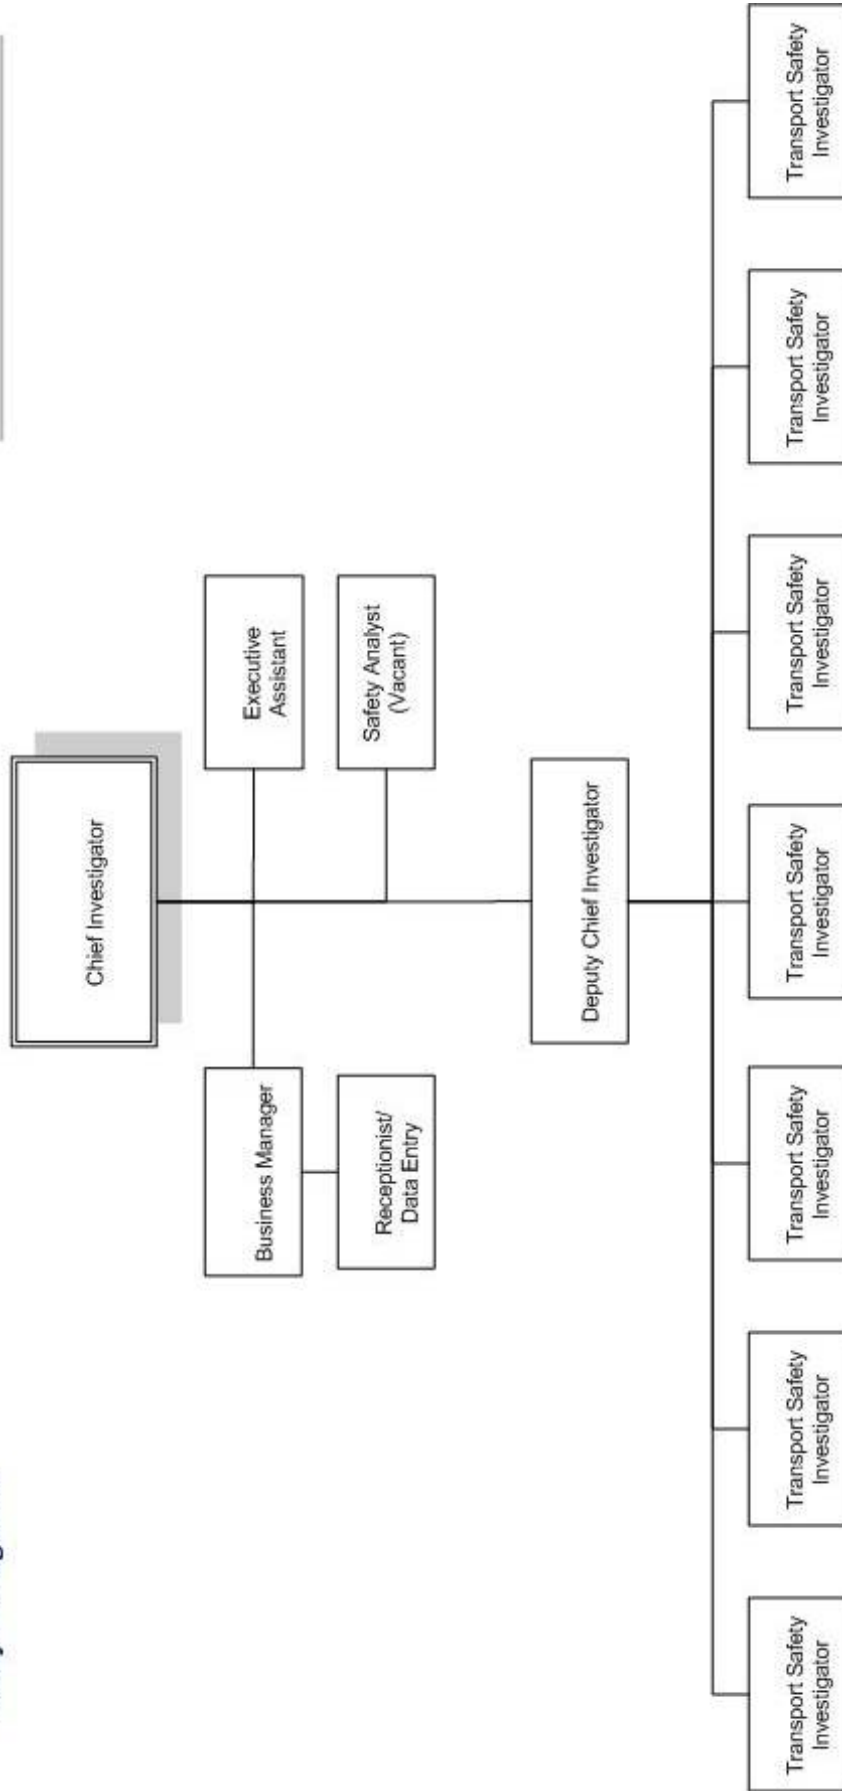 Chief Investigator
Business Manager
Executive
Assistant
Receptionist/
Data Entry
Safety Analyst
(Vacant)
Deputy Chief Investigator
Transport Safety
Investigator
Transport Safety
Investigator
Transport Safety
Investigator
Transport Safety
Investigator
Transport Safety
Investigator
Transport Safety
Investigator
Transport Safety
Investigator